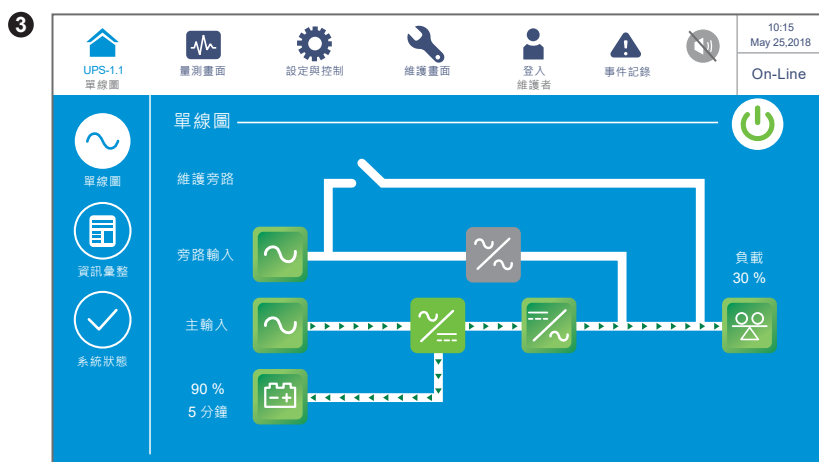 3
UPS-1.1
單線圖
量測畫面
設定與控制
維護畫面
登入
維護者
事件記錄
10:15
May 25,2018
On-Line
單線圖
資訊彙整
系統狀態
單線圖
維護旁路
旁路輸入
主輸入
90 %
5 分鐘
負載
30 %